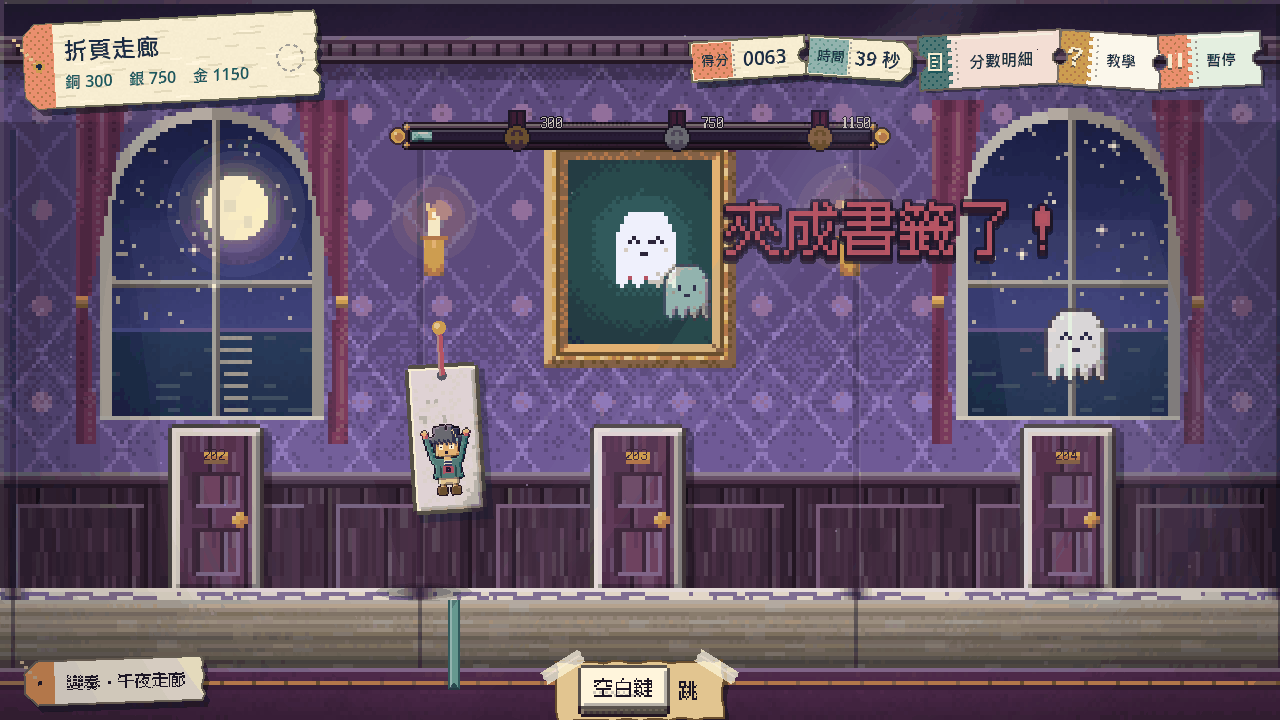 折頁走廊
銅 300 銀 750 金 1150
得分 0063
時間 39 秒
分數明細
? 教學
暫停
300
750
1150
夾成書籤了!
202
203
204
變奏・午夜走廊
空白鍵 跳